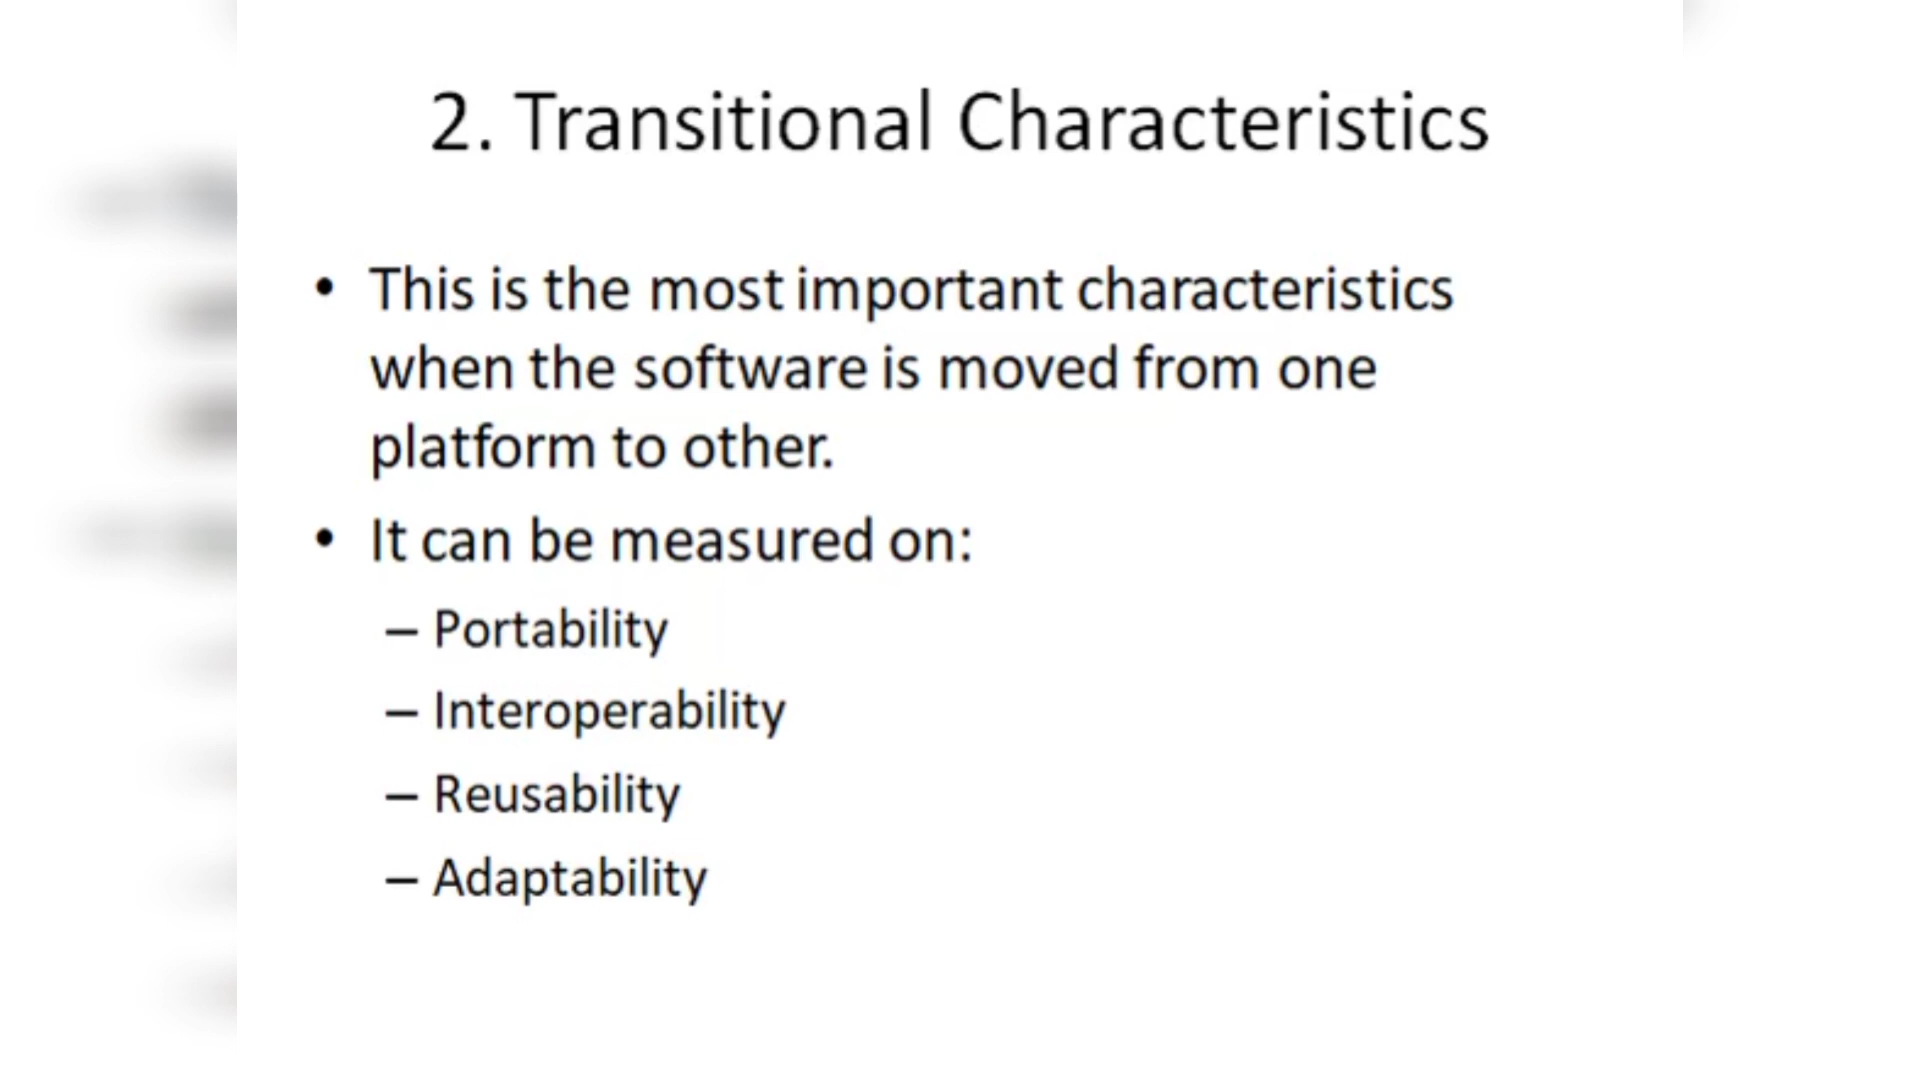 2. Transitional Characteristics
• This is the most important characteristics
when the software is moved from one
platform to other.
• It can be measured on:
– Portability
– Interoperability
– Reusability
– Adaptability